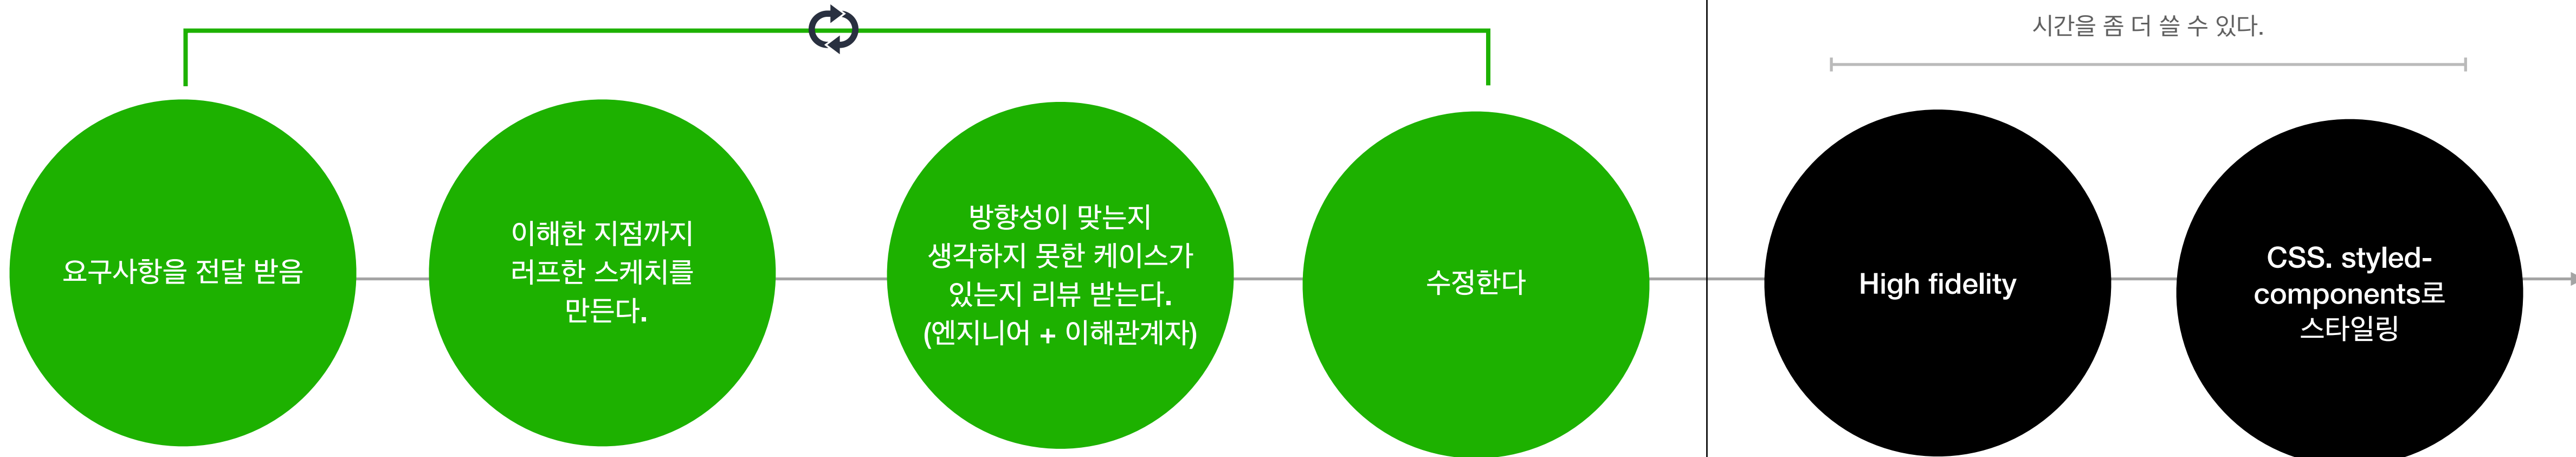 시간을 좀 더 쓸 수 있다.
요구사항을 전달 받음
이해한 지점까지
러프한 스케치를
만든다.
방향성이 맞는지
생각하지 못한 케이스가
있는지 리뷰 받는다.
(엔지니어 + 이해관계자)
수정한다
High fidelity
CSS. styled-
components로
스타일링